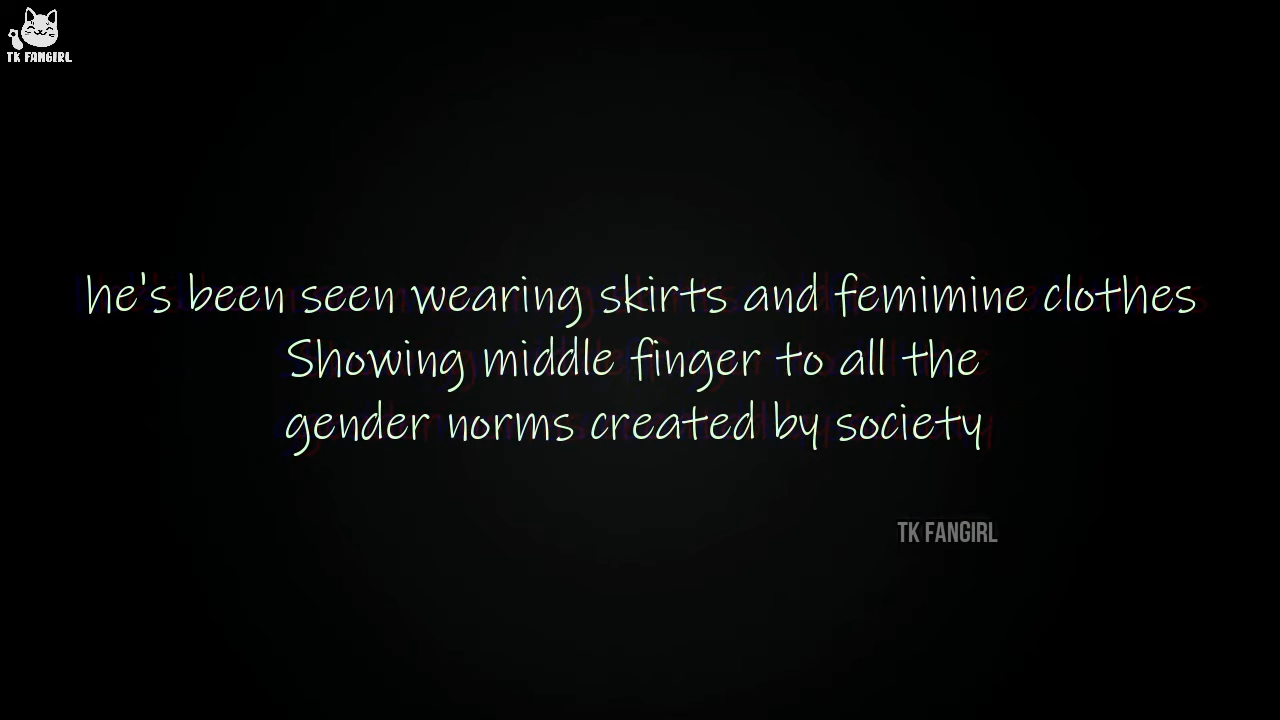 TK FANGIRL
he's been seen wearing skirts and femimine clothes
Showing middle finger to all the
gender norms created by society
TK FANGIRL